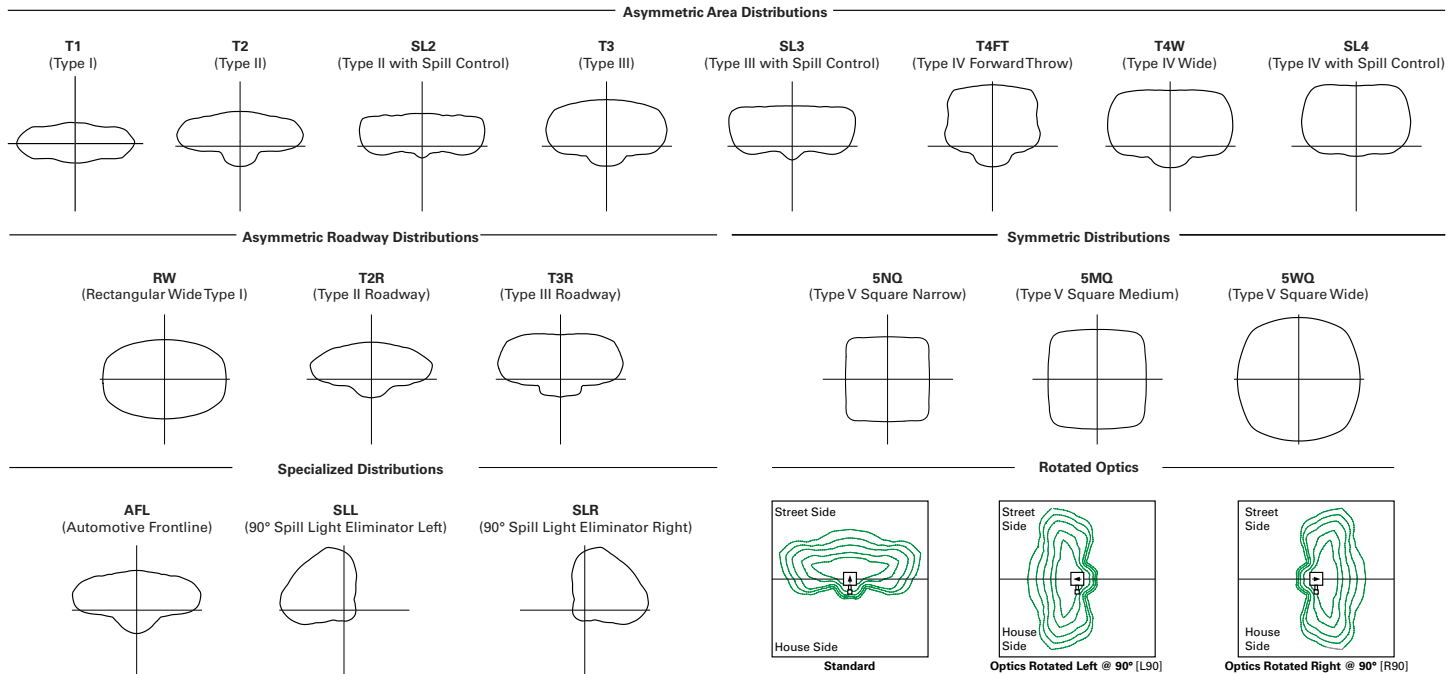 Asymmetric Area Distributions
T1
(Type I)
T2
(Type II)
SL2
(Type II with Spill Control)
T3
(Type III)
SL3
(Type III with Spill Control)
T4FT
(Type IV Forward Throw)
T4W
(Type IV Wide)
SL4
(Type IV with Spill Control)
Asymmetric Roadway Distributions
RW
(Rectangular Wide Type I)
T2R
(Type II Roadway)
T3R
(Type III Roadway)
Symmetric Distributions
5NQ
(Type V Square Narrow)
5MQ
(Type V Square Medium)
5WQ
(Type V Square Wide)
Specialized Distributions
AFL
(Automotive Frontline)
SLL
(90° Spill Light Eliminator Left)
SLR
(90° Spill Light Eliminator Right)
Rotated Optics
Street Side
House Side
Standard
Street
Side
House
Side
Optics Rotated Left @ 90° [L90]
Street
Side
House
Side
Optics Rotated Right @ 90° [R90]